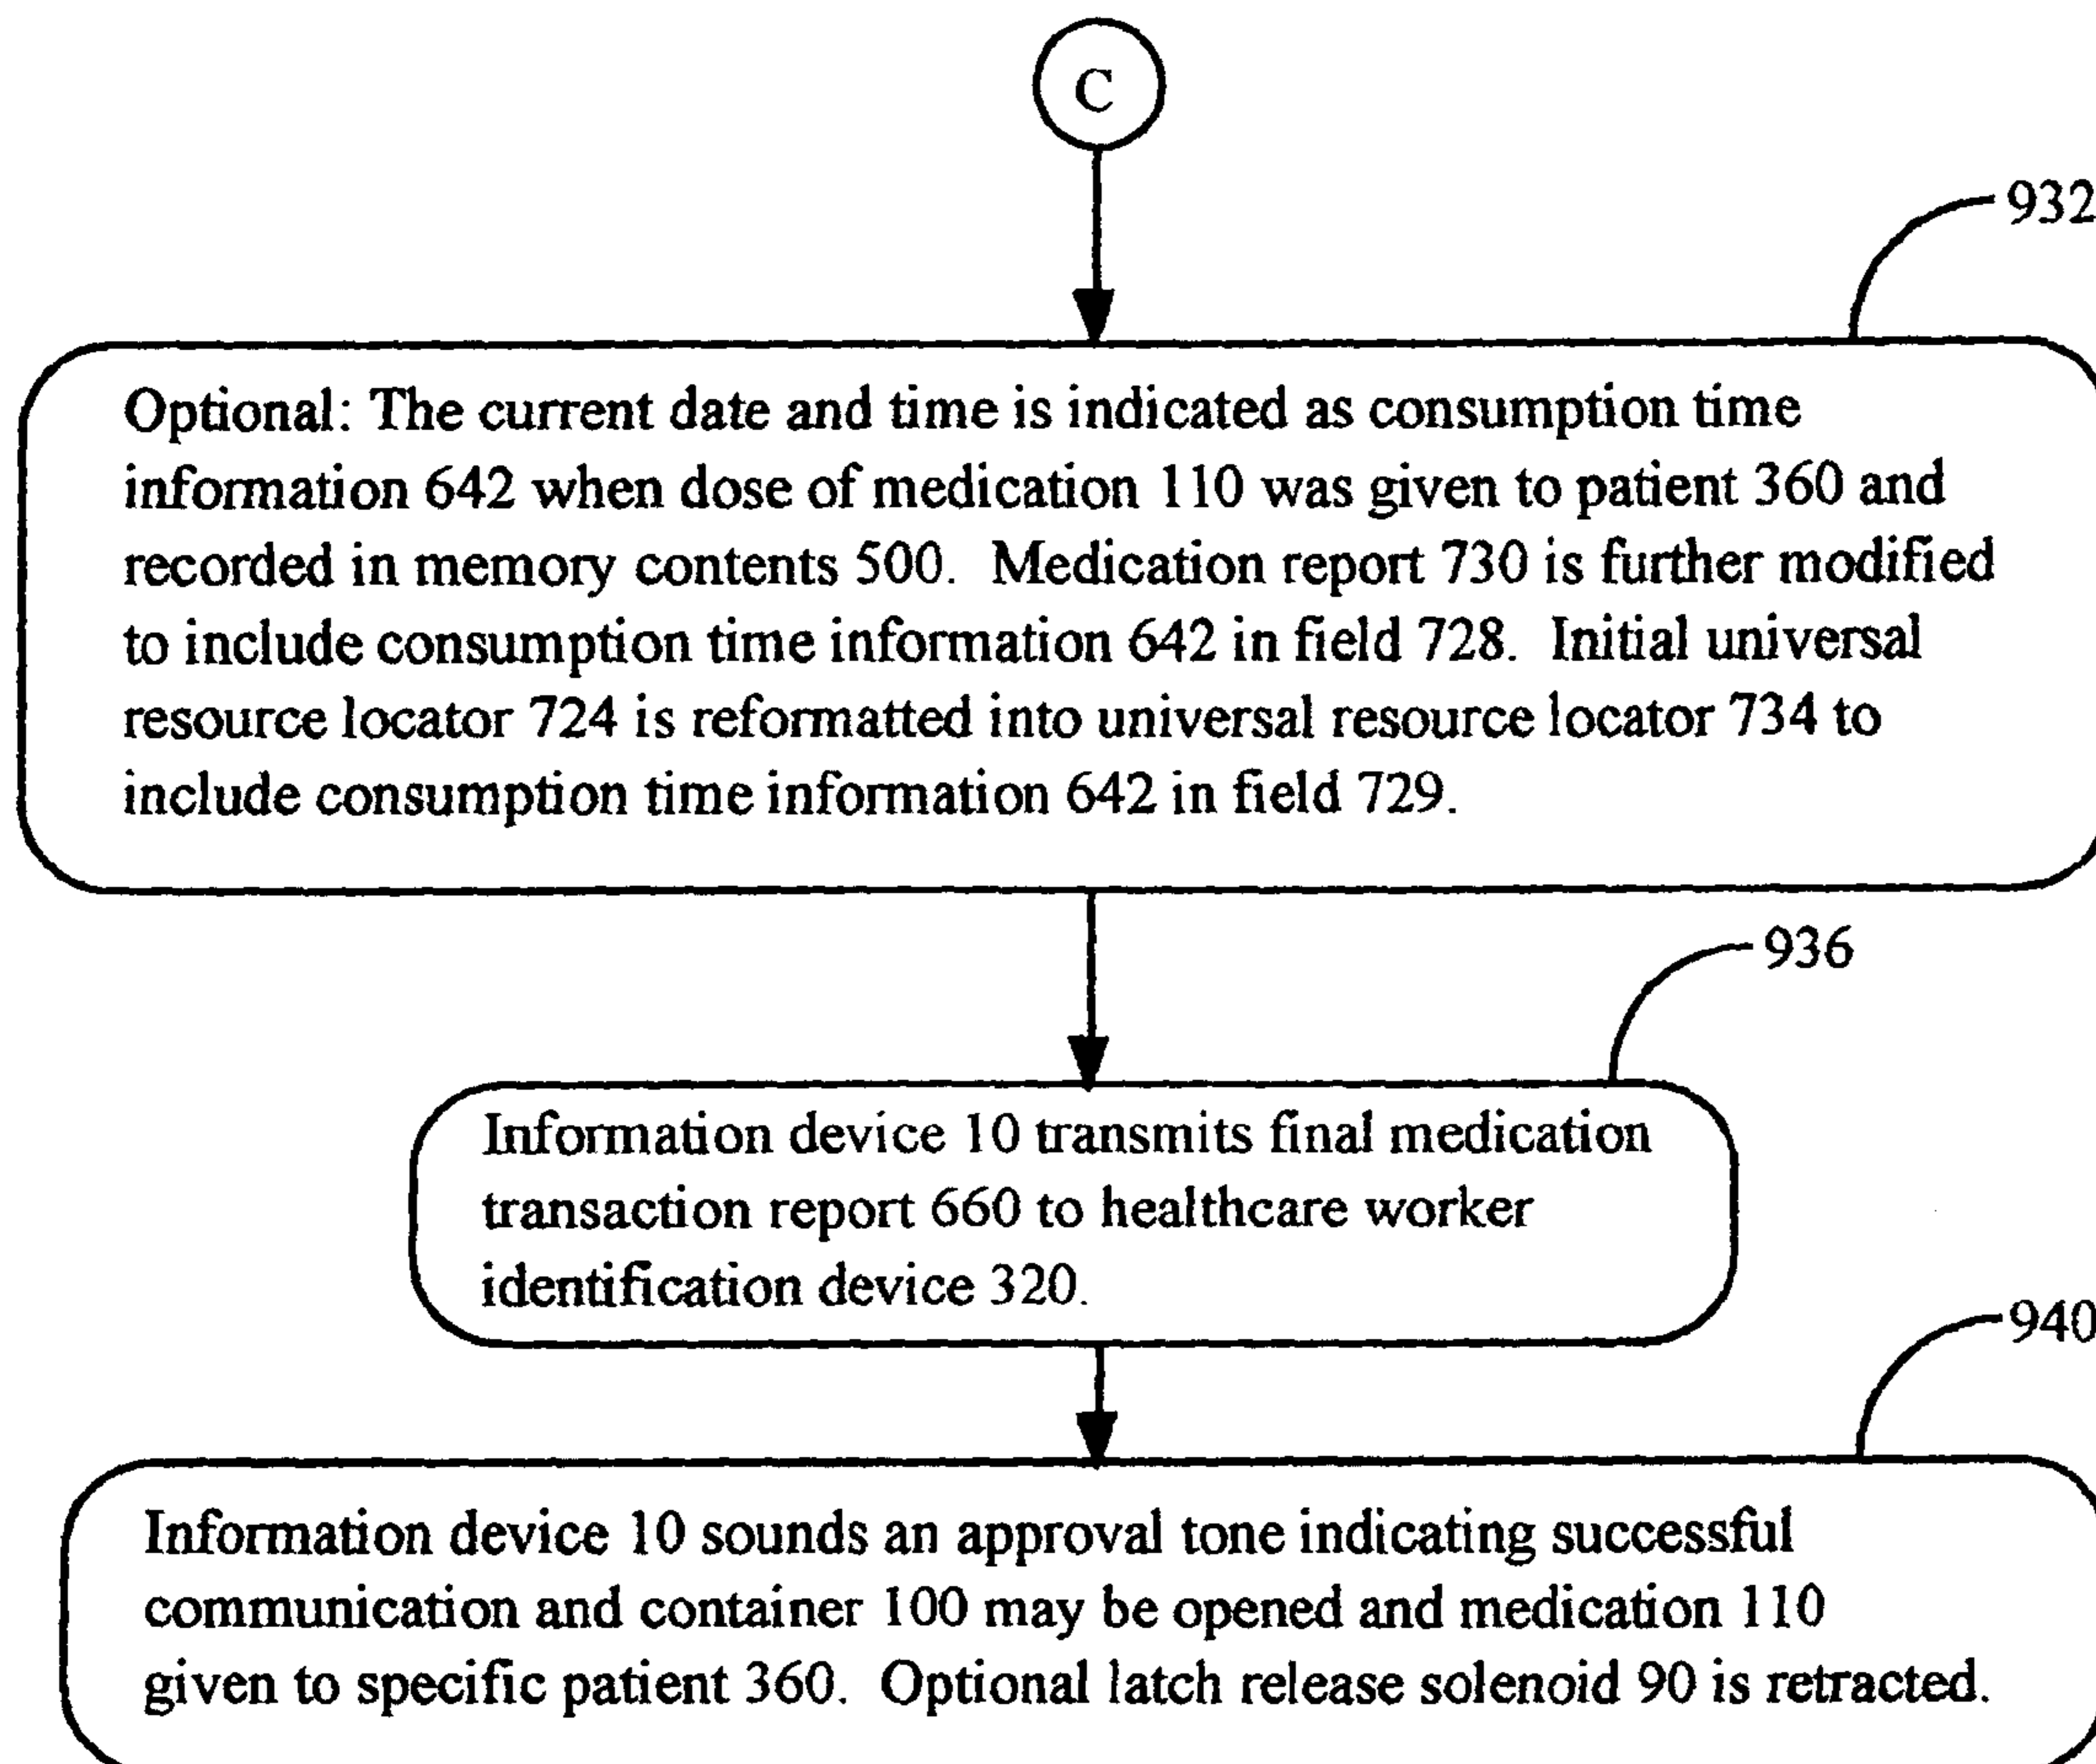 C
932
Optional: The current date and time is indicated as consumption time
information 642 when dose of medication 110 was given to patient 360 and
recorded in memory contents 500. Medication report 730 is further modified
to include consumption time information 642 in field 728. Initial universal
resource locator 724 is reformatted into universal resource locator 734 to
include consumption time information 642 in field 729.
936
Information device 10 transmits final medication
transaction report 660 to healthcare worker
identification device 320.
940
Information device 10 sounds an approval tone indicating successful
communication and container 100 may be opened and medication 110
given to specific patient 360. Optional latch release solenoid 90 is retracted.